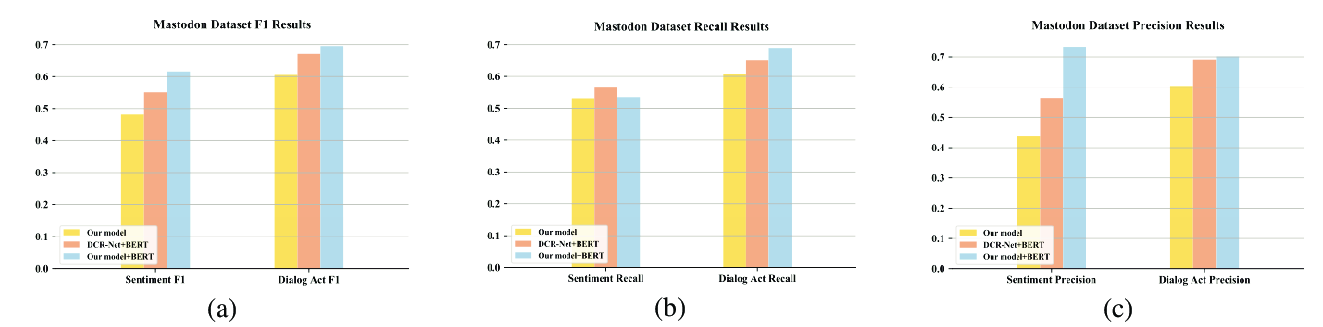 Mastodon Dataset F1 Results
0.7
0.6
0.5
0.4
0.3
0.2
0.1
0.0
Our model
DCR-Net+BERT
Our model+BERT
Sentiment F1
Dialog Act F1
(a)
Mastodon Dataset Recall Results
0.7
0.6
0.5
0.4
0.3
0.2
0.1
0.0
Our model
DCR-Net+BERT
Our model+BERT
Sentiment Recall
Dialog Act Recall
(b)
Mastodon Dataset Precision Results
0.7
0.6
0.5
0.4
0.3
0.2
0.1
0.0
Our model
DCR-Net+BERT
Our model+BERT
Sentiment Precision
Dialog Act Precision
(c)